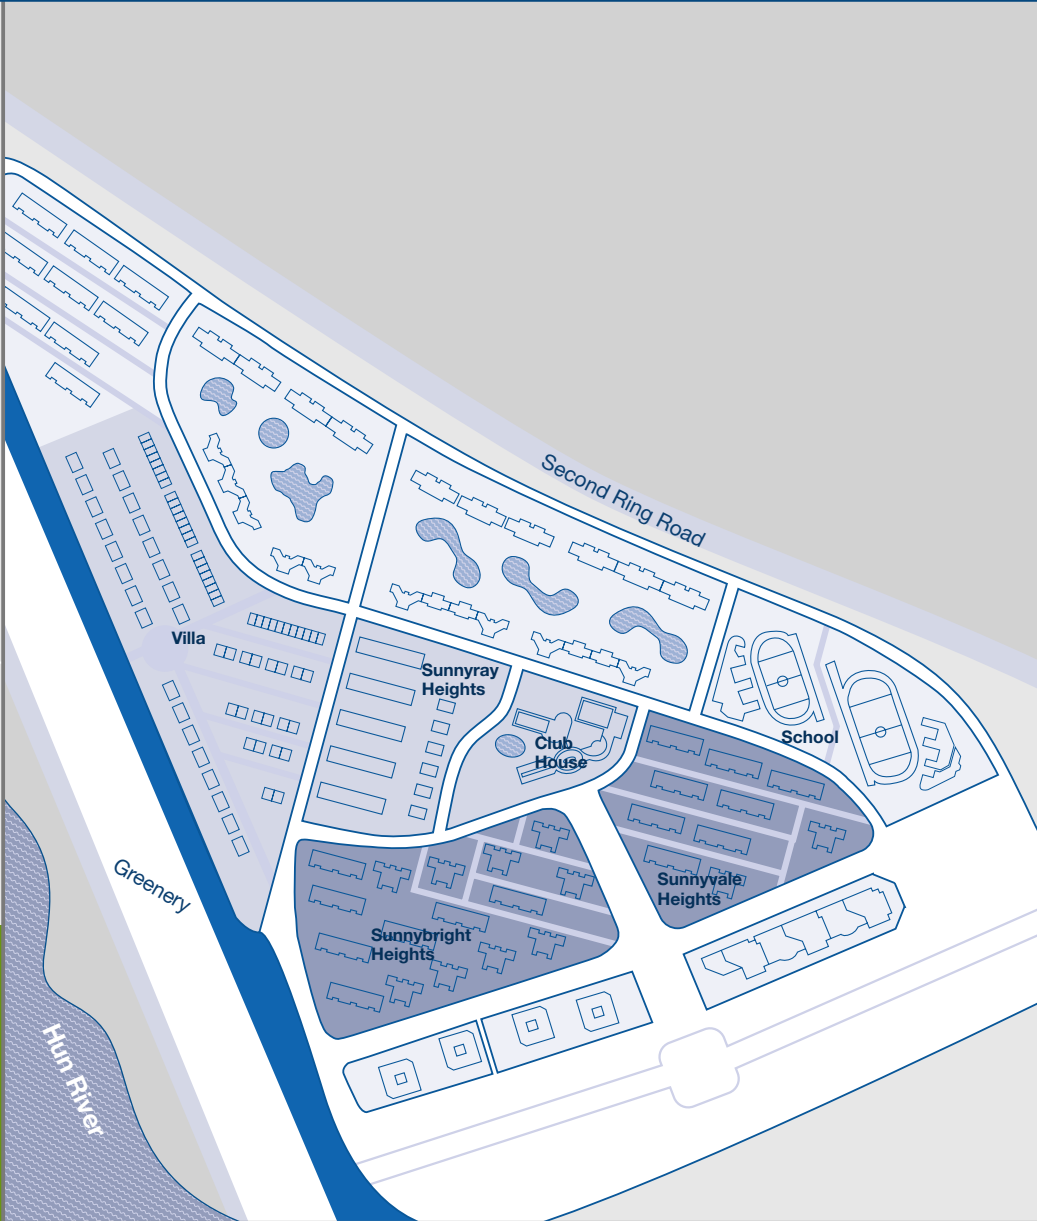 Second Ring Road
Villa
Sunnyray
Heights
Club
House
School
Greenery
Sunnyvale
Heights
Sunnybright
Heights
Hun River